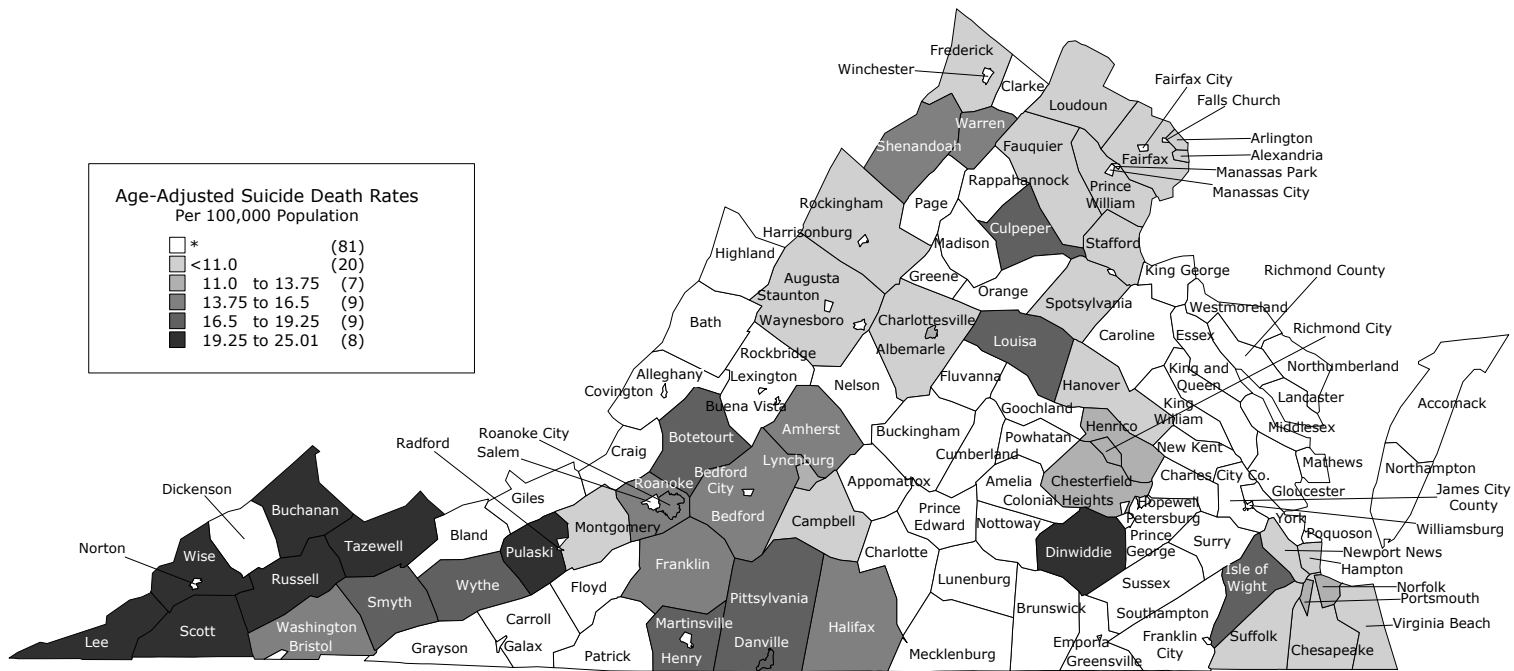 Age-Adjusted Suicide Death Rates
Per 100,000 Population
* (81)
<11.0 (20)
11.0 to 13.75 (7)
13.75 to 16.5 (9)
16.5 to 19.25 (9)
19.25 to 25.01 (8)
Frederick
Winchester
Clarke
Fairfax City
Loudoun
Falls Church
Warren
Shenandoah
Fauquier
Arlington
Fairfax
Alexandria
Manassas Park
Manassas City
Rappahannock
Prince
William
Rockingham
Page
Harrisonburg
Culpeper
Madison
Stafford
Highland
Greene
King George
Richmond County
Augusta
Staunton
Orange
Spotsylvania
Westmoreland
Bath
Waynesboro
Charlottesville
Albemarle
Louisa
Caroline
Essex
Richmond City
Rockbridge
Alleghany
Lexington
Covington
Nelson
Fluvanna
Hanover
King and
Queen
Northumberland
Lancaster
Buena Vista
Goochland
King
William
Accomack
Radford
Roanoke City
Salem
Botetourt
Amherst
Buckingham
Powhatan
Henrico
Middlesex
Craig
Cumberland
New Kent
Lynchburg
Mathews
Northampton
Roanoke
Bedford
City
Appomattox
Amelia
Chesterfield
Charles City Co.
Dickenson
Giles
Gloucester
James City
County
Colonial Heights
Hopewell
Buchanan
Bedford
Montgomery
Campbell
Prince
Edward
Nottoway
Petersburg
York
Poquoson
Williamsburg
Bland
Tazewell
Norton
Wise
Pulaski
Charlotte
Dinwiddie
Prince
George
Surry
Newport News
Hampton
Russell
Wythe
Franklin
Floyd
Lunenburg
Sussex
Isle of
Wight
Norfolk
Portsmouth
Smyth
Pittsylvania
Brunswick
Southampton
Carroll
Martinsville
Halifax
Virginia Beach
Scott
Washington
Bristol
Lee
Grayson
Galax
Patrick
Henry
Danville
Mecklenburg
Emporia
Greensville
Franklin
City
Suffolk
Chesapeake